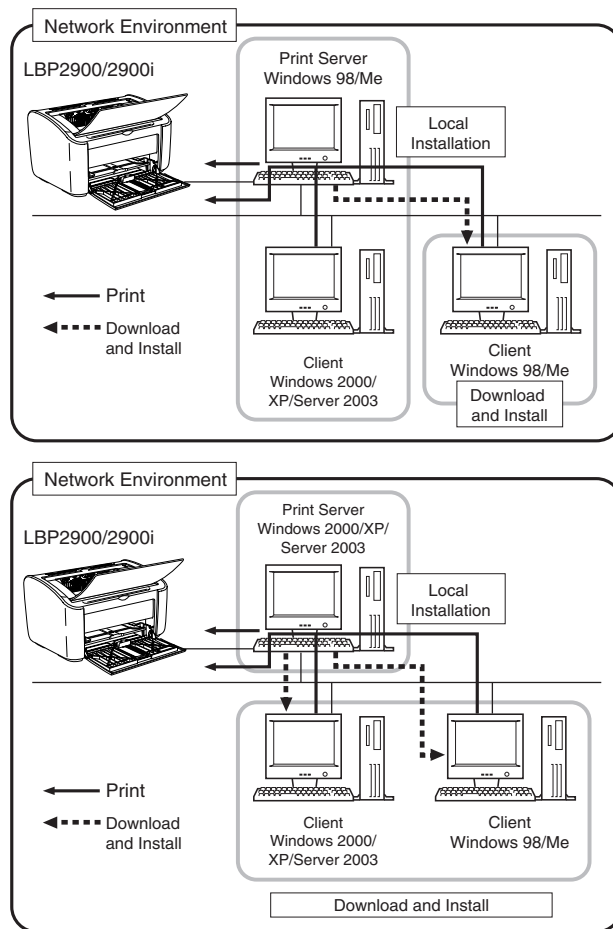 Network Environment
LBP2900/2900i
Print Server
Windows 98/Me
Local
Installation
Print
Download
and Install
Client
Windows 2000/
XP/Server 2003
Client
Windows 98/Me
Download
and Install
Network Environment
LBP2900/2900i
Print Server
Windows 2000/XP/
Server 2003
Local
Installation
Print
Download
and Install
Client
Windows 2000/
XP/Server 2003
Client
Windows 98/Me
Download and Install